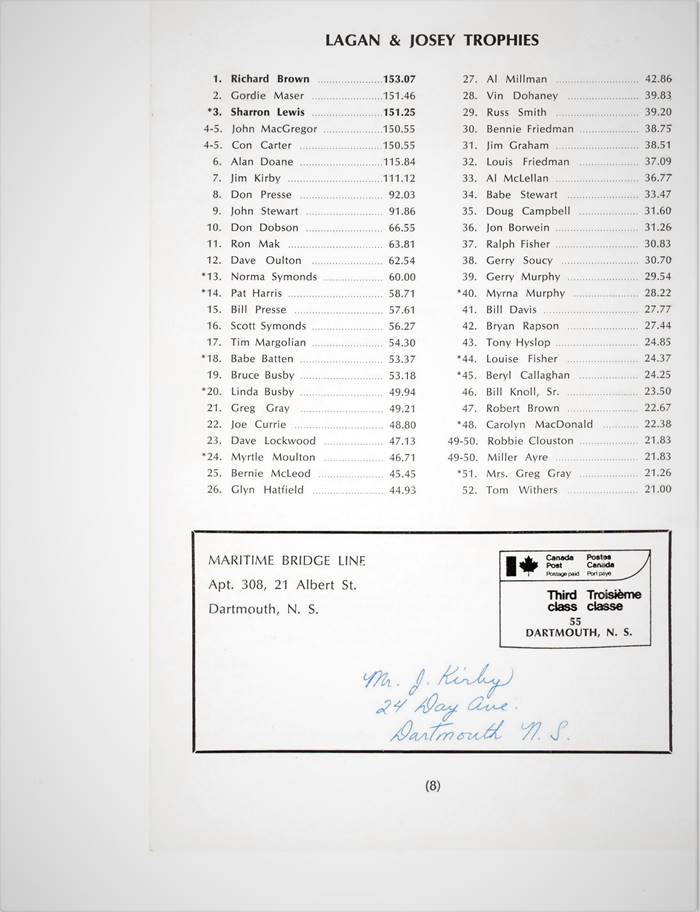 LAGAN & JOSEY TROPHIES
1. Richard Brown 153.07
2. Gordie Maser 151.46
*3. Sharron Lewis 151.25
4-5. John MacGregor 150.55
4-5. Con Carter 150.55
6. Alan Doane 115.84
7. Jim Kirby 111.12
8. Don Presse 92.03
9. John Stewart 91.86
10. Don Dobson 66.55
11. Ron Mak 63.81
12. Dave Oulton 62.54
*13. Norma Symonds 60.00
*14. Pat Harris 58.71
15. Bill Presse 57.61
16. Scott Symonds 56.27
17. Tim Margolian 54.30
*18. Babe Batten 53.37
19. Bruce Busby 53.18
*20. Linda Busby 49.94
21. Greg Gray 49.21
22. Joe Currie 48.80
23. Dave Lockwood 47.13
*24. Myrtle Moulton 46.71
25. Bernie McLeod 45.45
26. Glyn Hatfield 44.93
27. Al Millman 42.86
28. Vin Dohaney 39.83
29. Russ Smith 39.20
30. Bennie Friedman 38.75
31. Jim Graham 38.51
32. Louis Friedman 37.09
33. Al McLellan 36.77
34. Babe Stewart 33.47
35. Doug Campbell 31.60
36. Jon Borwein 31.26
37. Ralph Fisher 30.83
38. Gerry Soucy 30.70
39. Gerry Murphy 29.54
*40. Myrna Murphy 28.22
41. Bill Davis 27.77
42. Bryan Rapson 27.44
43. Tony Hyslop 24.85
*44. Louise Fisher 24.37
*45. Beryl Callaghan 24.25
46. Bill Knoll, Sr. 23.50
47. Robert Brown 22.67
*48. Carolyn MacDonald 22.38
49-50. Robbie Clouston 21.83
49-50. Miller Ayre 21.83
*51. Mrs. Greg Gray 21.26
52. Tom Withers 21.00
MARITIME BRIDGE LINE
Apt. 308, 21 Albert St.
Dartmouth, N. S.
Canada Postes
Post Canada
Postage paid Port payé
Third Troisième
class classe
55
DARTMOUTH, N. S.
Mr. J. Kirby
24 Day Ave.
Dartmouth N. S.
(8)